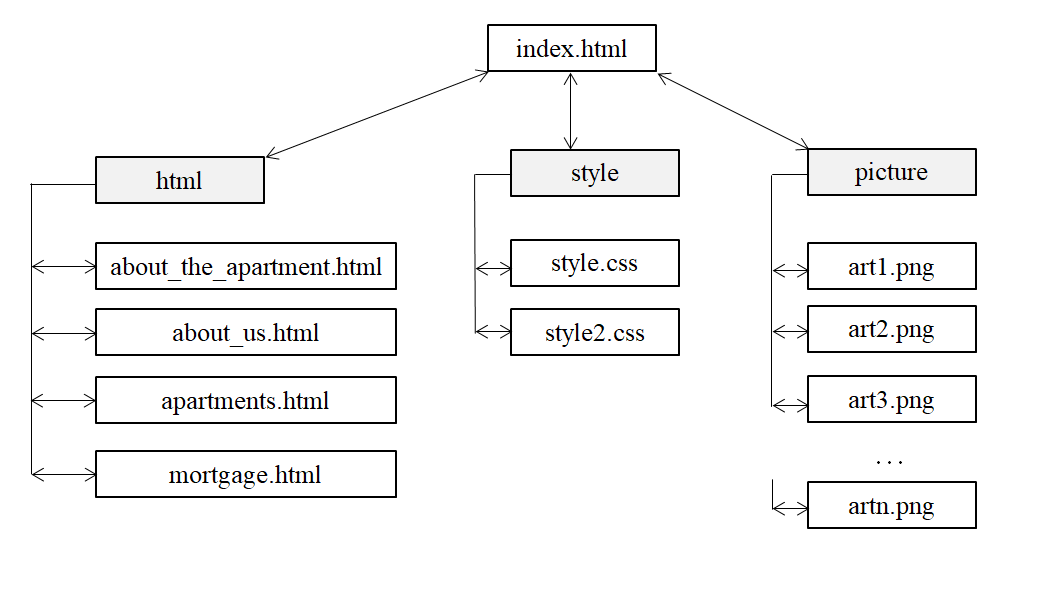 index.html
html
style
picture
about_the_apartment.html
style.css
art1.png
about_us.html
style2.css
art2.png
apartments.html
art3.png
mortgage.html
...
artn.png